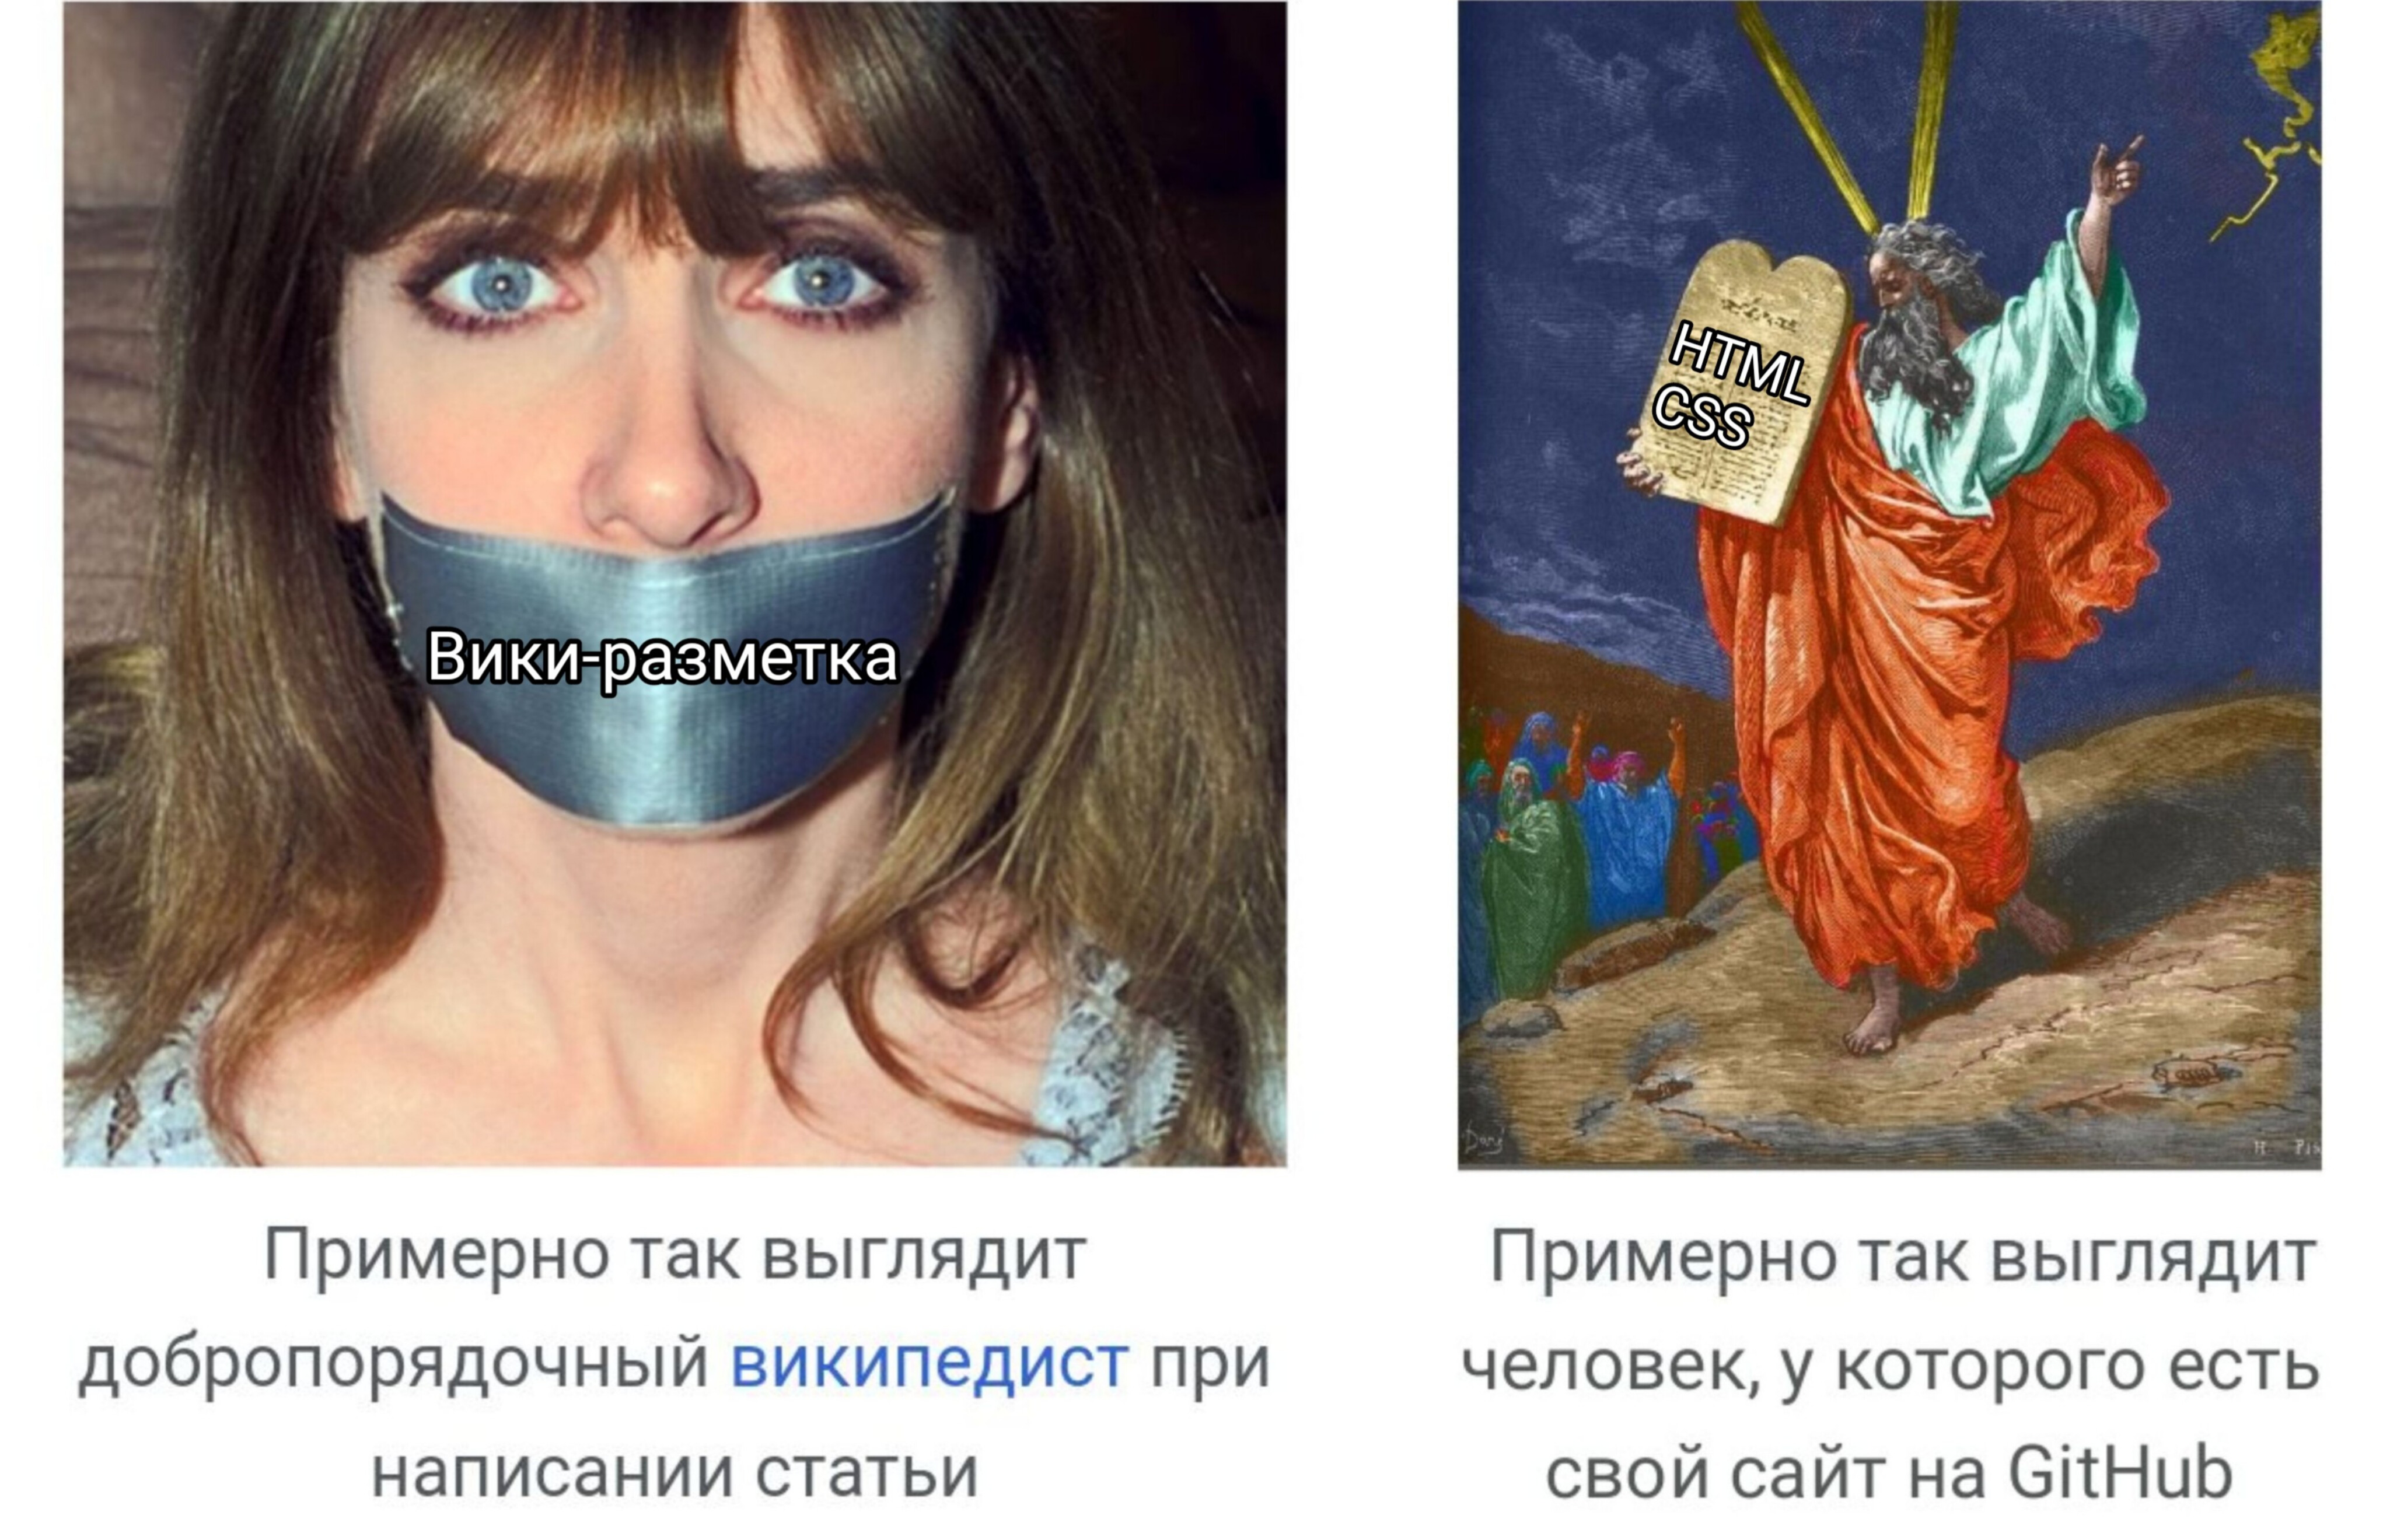 Вики-разметка
Примерно так выглядит
добропорядочный википедист при
написании статьи
HTML
CSS
Примерно так выглядит
человек, у которого есть
свой сайт на GitHub